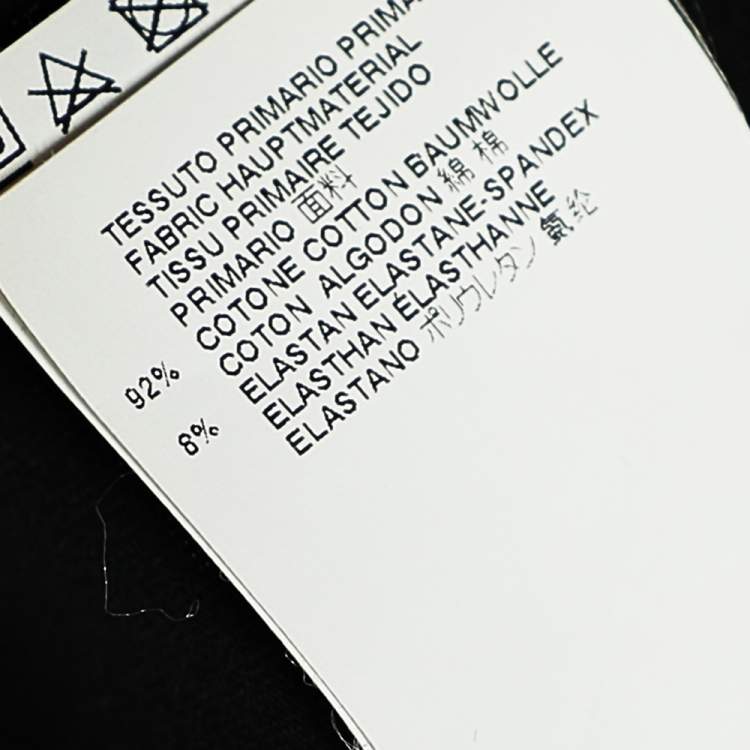 TESSUTO PRIMARIO PRIMA
FABRIC HAUPTMATERIAL
TISSU PRIMAIRE TEJIDO
PRIMARIO 面料
92% COTONE COTTON BAUMWOLLE
COTON ALGODON 綿 棉
8% ELASTAN ELASTANE-SPANDEX
ELASTHAN ÉLASTHANNE
ELASTANO ポリウレタン 氨纶